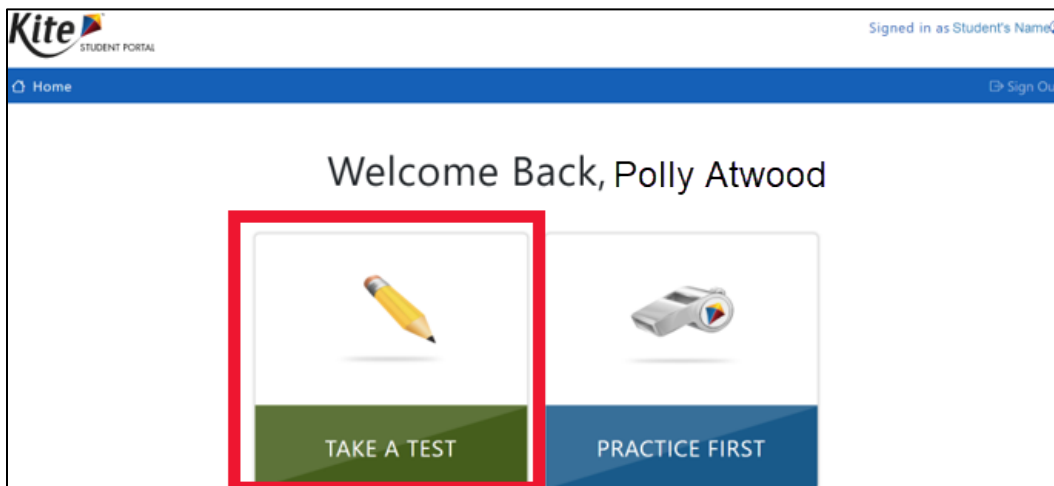 Kite
STUDENT PORTAL
Signed in as Student's Name
Home
Sign Ou
Welcome Back, Polly Atwood
TAKE A TEST
PRACTICE FIRST